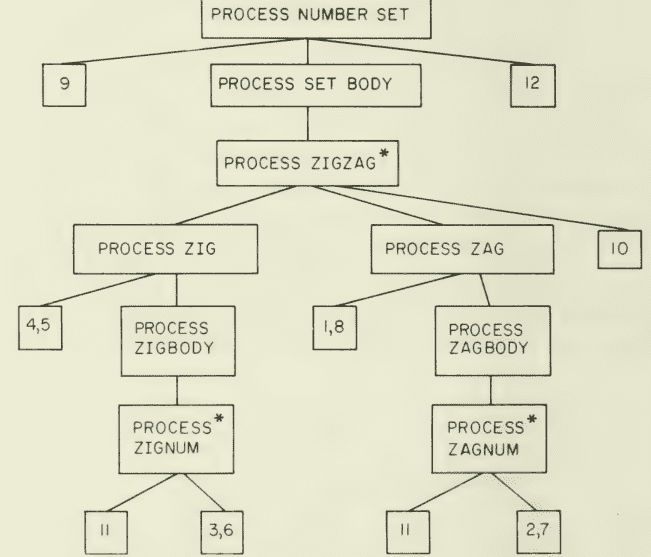 PROCESS NUMBER SET
9
PROCESS SET BODY
12
PROCESS ZIGZAG*
PROCESS ZIG
PROCESS ZAG
10
4,5
PROCESS
ZIGBODY
1,8
PROCESS
ZAGBODY
PROCESS*
ZIGNUM
PROCESS*
ZAGNUM
11
3,6
11
2,7